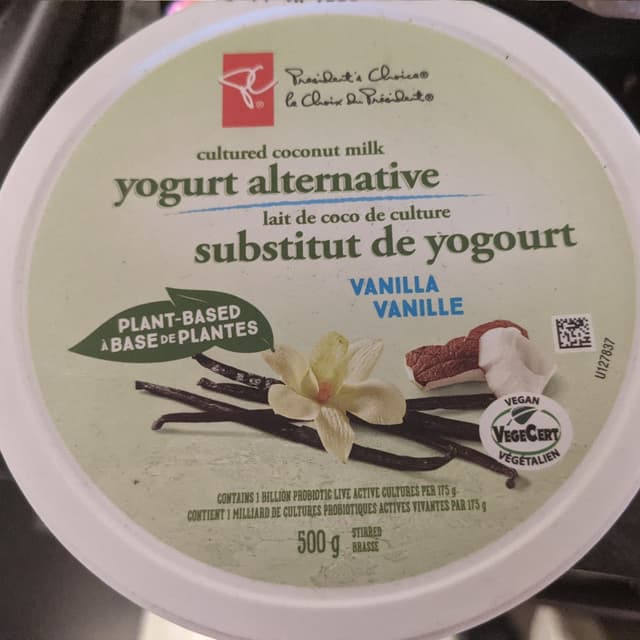 President's Choice®
le Choix du Président®
cultured coconut milk
yogurt alternative
lait de coco de culture
substitut de yogourt
VANILLA
VANILLE
PLANT-BASED
À BASE DE PLANTES
U127837
VEGAN
VEGECERT
VÉGÉTALIEN
CONTAINS 1 BILLION PROBIOTIC LIVE ACTIVE CULTURES PER 175 g
CONTIENT 1 MILLIARD DE CULTURES PROBIOTIQUES ACTIVES VIVANTES PAR 175 g
500 g STIRRED
BRASSÉ